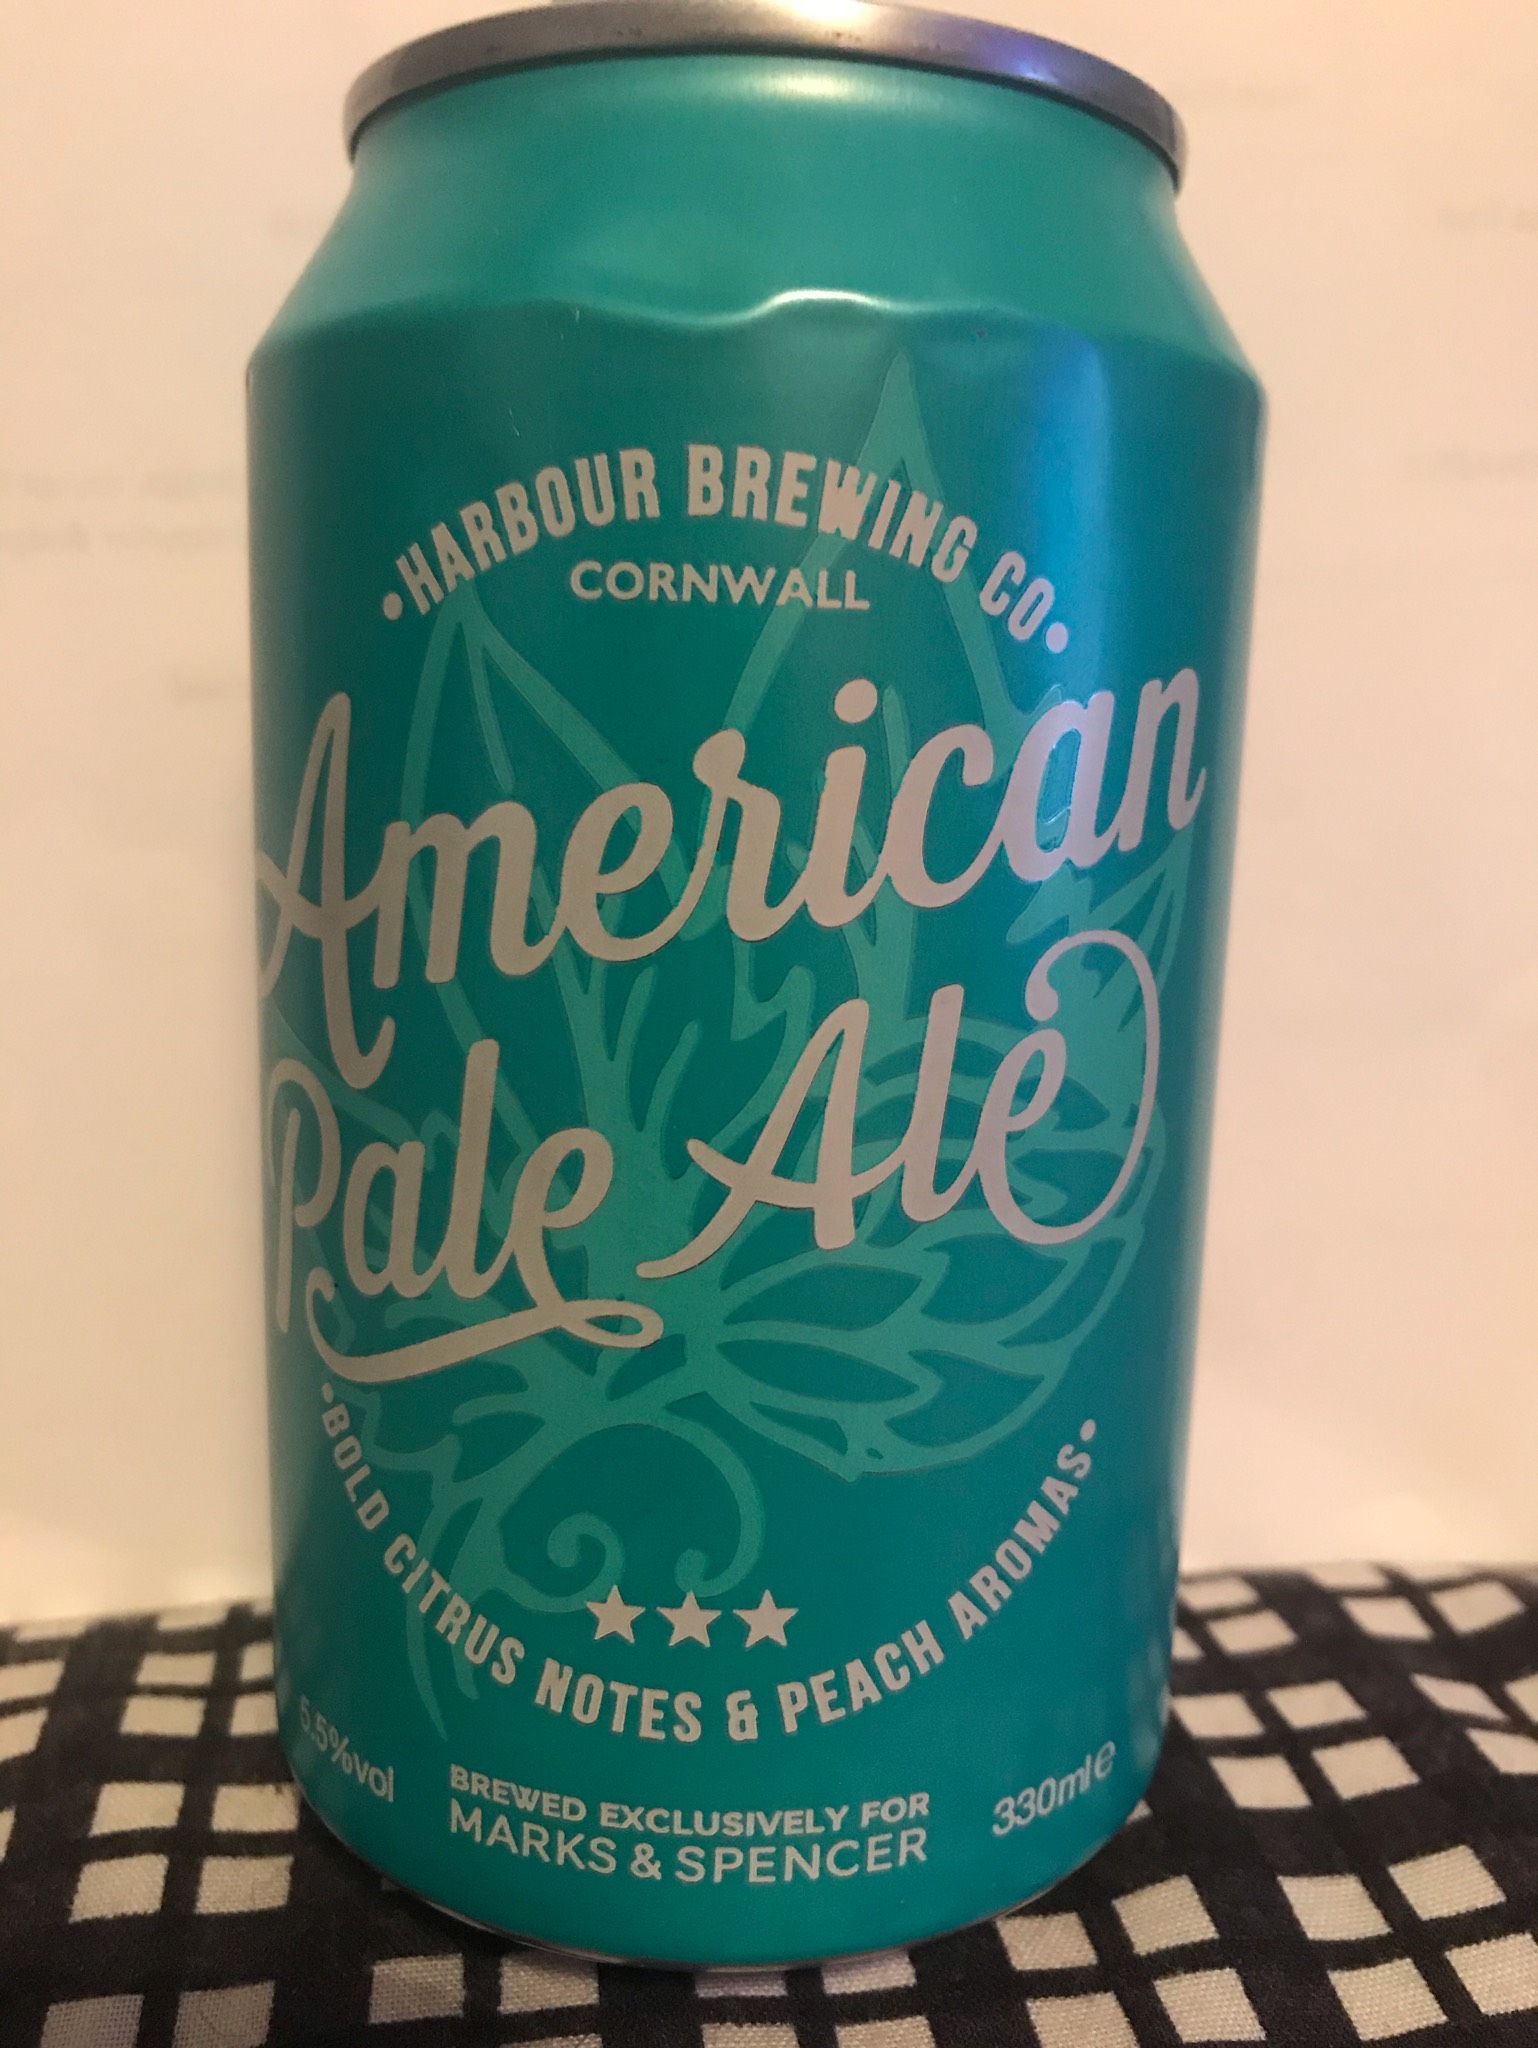 •HARBOUR BREWING CO•
CORNWALL
American
Pale Ale
•BOLD CITRUS NOTES & PEACH AROMAS•
5.5%vol
BREWED EXCLUSIVELY FOR
MARKS & SPENCER
330ml e